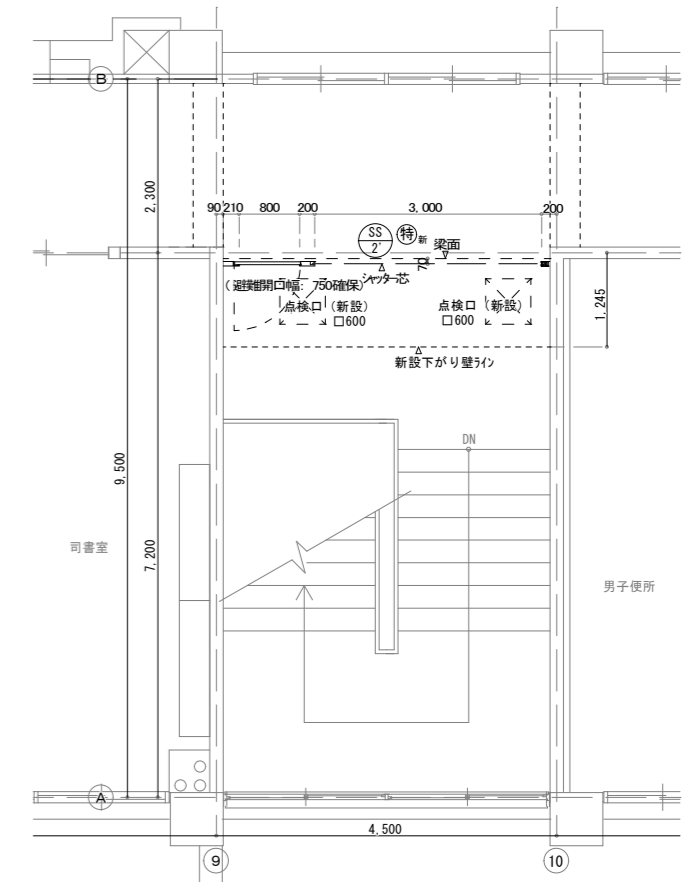 B
2,300
90 210 800 200 3,000 200
SS
2'
特 新
梁面
70
シャッター芯
(避難開口幅: 750確保)
点検口 (新設)
□600
点検口 (新設)
□600
1,245
新設下がり壁ライン
DN
9,500
7,200
司書室
男子便所
A
4,500
9
10